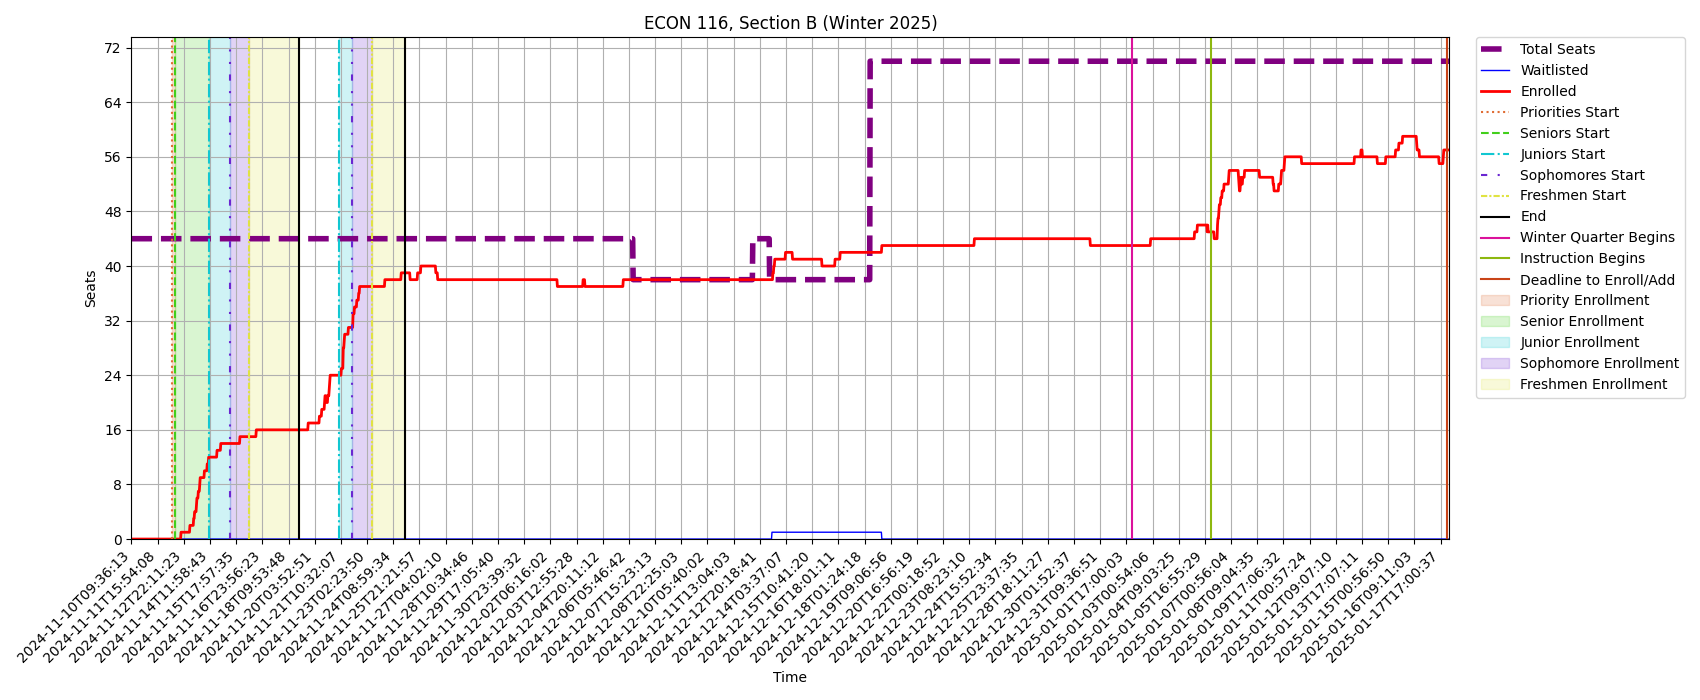 ECON 116, Section B (Winter 2025)
Seats
72
64
56
48
40
32
24
16
8
0
2024-11-10T09:36:13
2024-11-11T15:54:08
2024-11-12T22:11:23
2024-11-14T11:58:43
2024-11-15T17:57:35
2024-11-16T23:56:23
2024-11-18T09:53:48
2024-11-20T03:52:51
2024-11-21T10:32:07
2024-11-23T02:23:50
2024-11-24T08:59:34
2024-11-25T21:21:57
2024-11-27T04:02:10
2024-11-28T10:34:46
2024-11-29T17:05:40
2024-11-30T23:39:32
2024-12-02T06:16:02
2024-12-03T12:55:28
2024-12-04T20:11:12
2024-12-06T05:46:42
2024-12-07T15:23:13
2024-12-08T22:25:03
2024-12-10T05:40:02
2024-12-11T13:04:03
2024-12-12T20:18:41
2024-12-14T03:37:07
2024-12-15T10:41:20
2024-12-16T18:01:11
2024-12-18T01:24:18
2024-12-19T09:06:56
2024-12-20T16:56:19
2024-12-22T00:18:52
2024-12-23T08:23:10
2024-12-24T15:52:34
2024-12-25T23:37:35
2024-12-28T18:11:27
2024-12-30T01:52:37
2024-12-31T09:36:51
2025-01-01T17:00:03
2025-01-03T00:54:06
2025-01-04T09:03:25
2025-01-05T16:55:29
2025-01-07T00:56:04
2025-01-08T09:04:35
2025-01-09T17:06:32
2025-01-11T00:57:24
2025-01-12T09:07:10
2025-01-13T17:07:11
2025-01-15T00:56:50
2025-01-16T09:11:03
2025-01-17T17:00:37
Time
Total Seats
Waitlisted
Enrolled
Priorities Start
Seniors Start
Juniors Start
Sophomores Start
Freshmen Start
End
Winter Quarter Begins
Instruction Begins
Deadline to Enroll/Add
Priority Enrollment
Senior Enrollment
Junior Enrollment
Sophomore Enrollment
Freshmen Enrollment